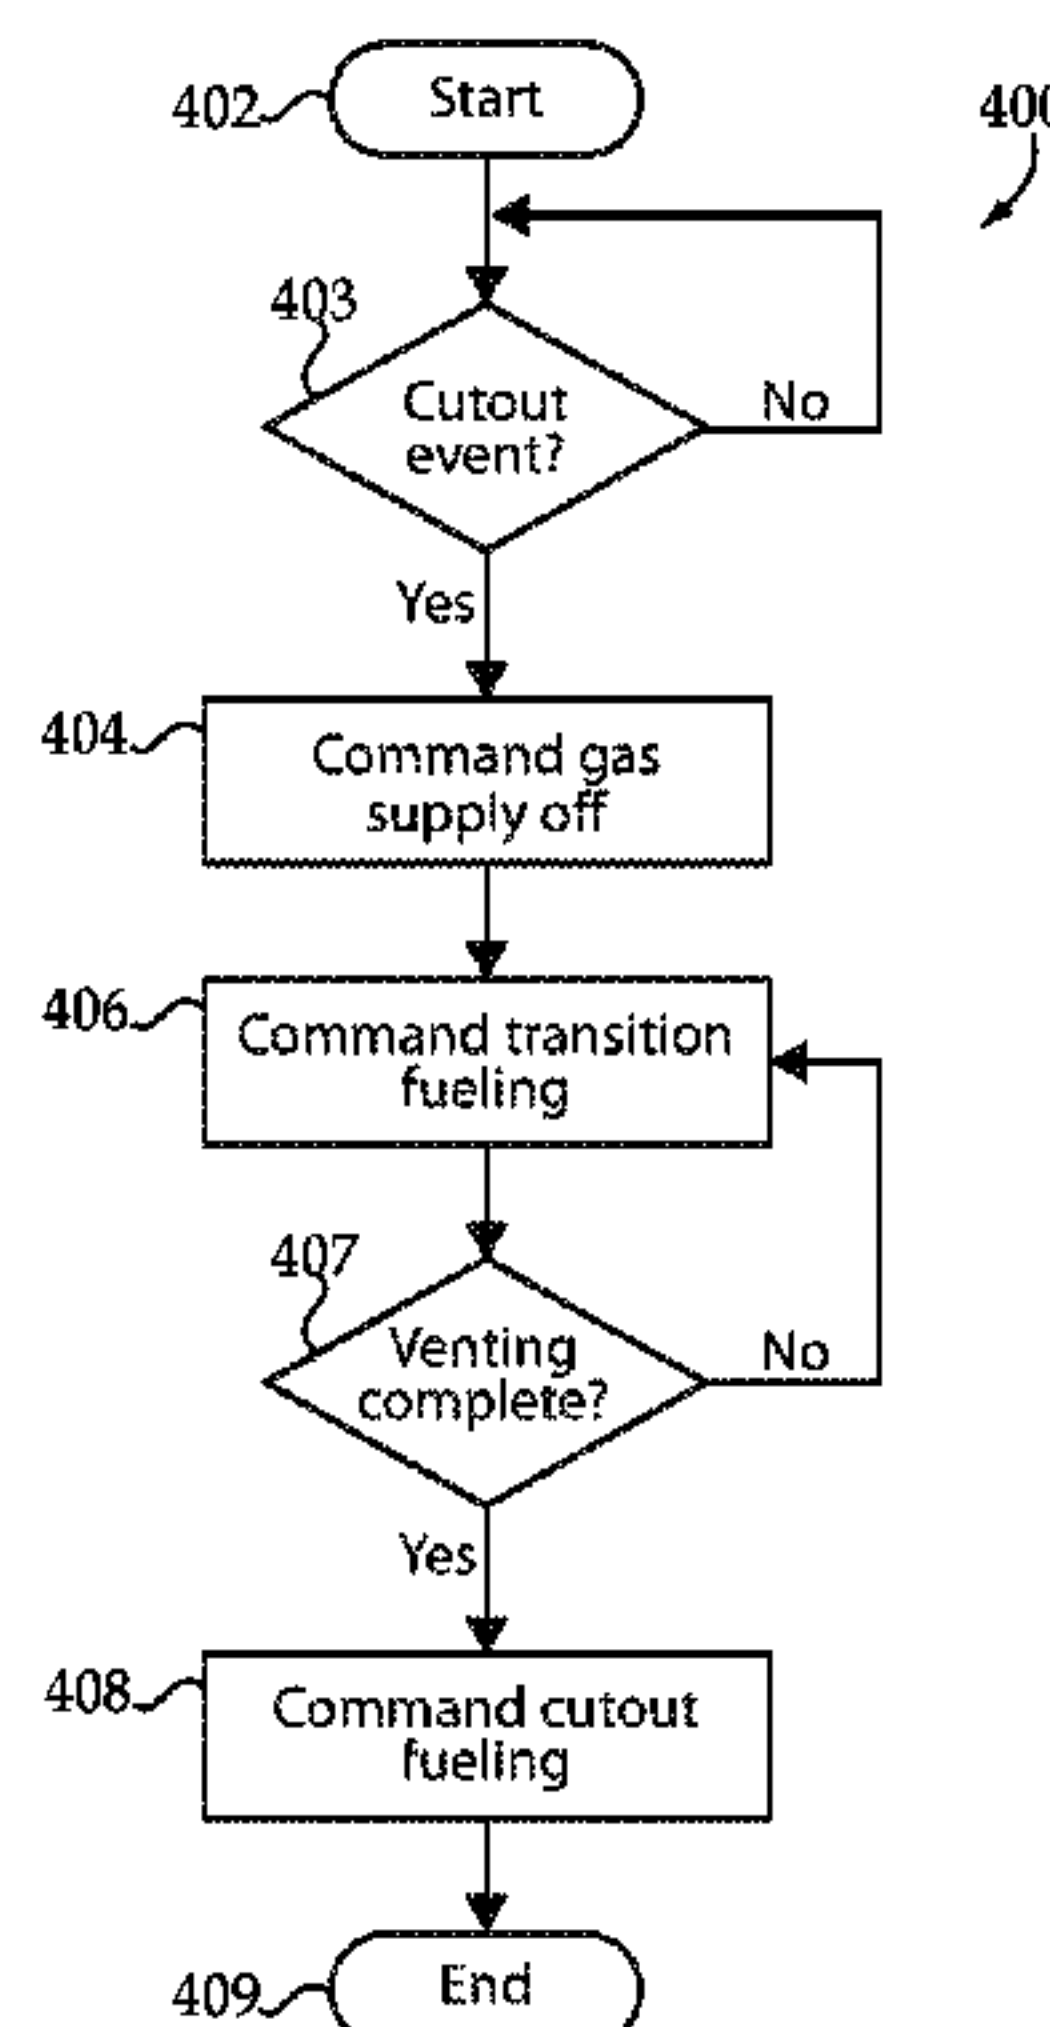 402
Start
400
403
Cutout
event?
No
Yes
404
Command gas
supply off
406
Command transition
fueling
407
Venting
complete?
No
Yes
408
Command cutout
fueling
409
End